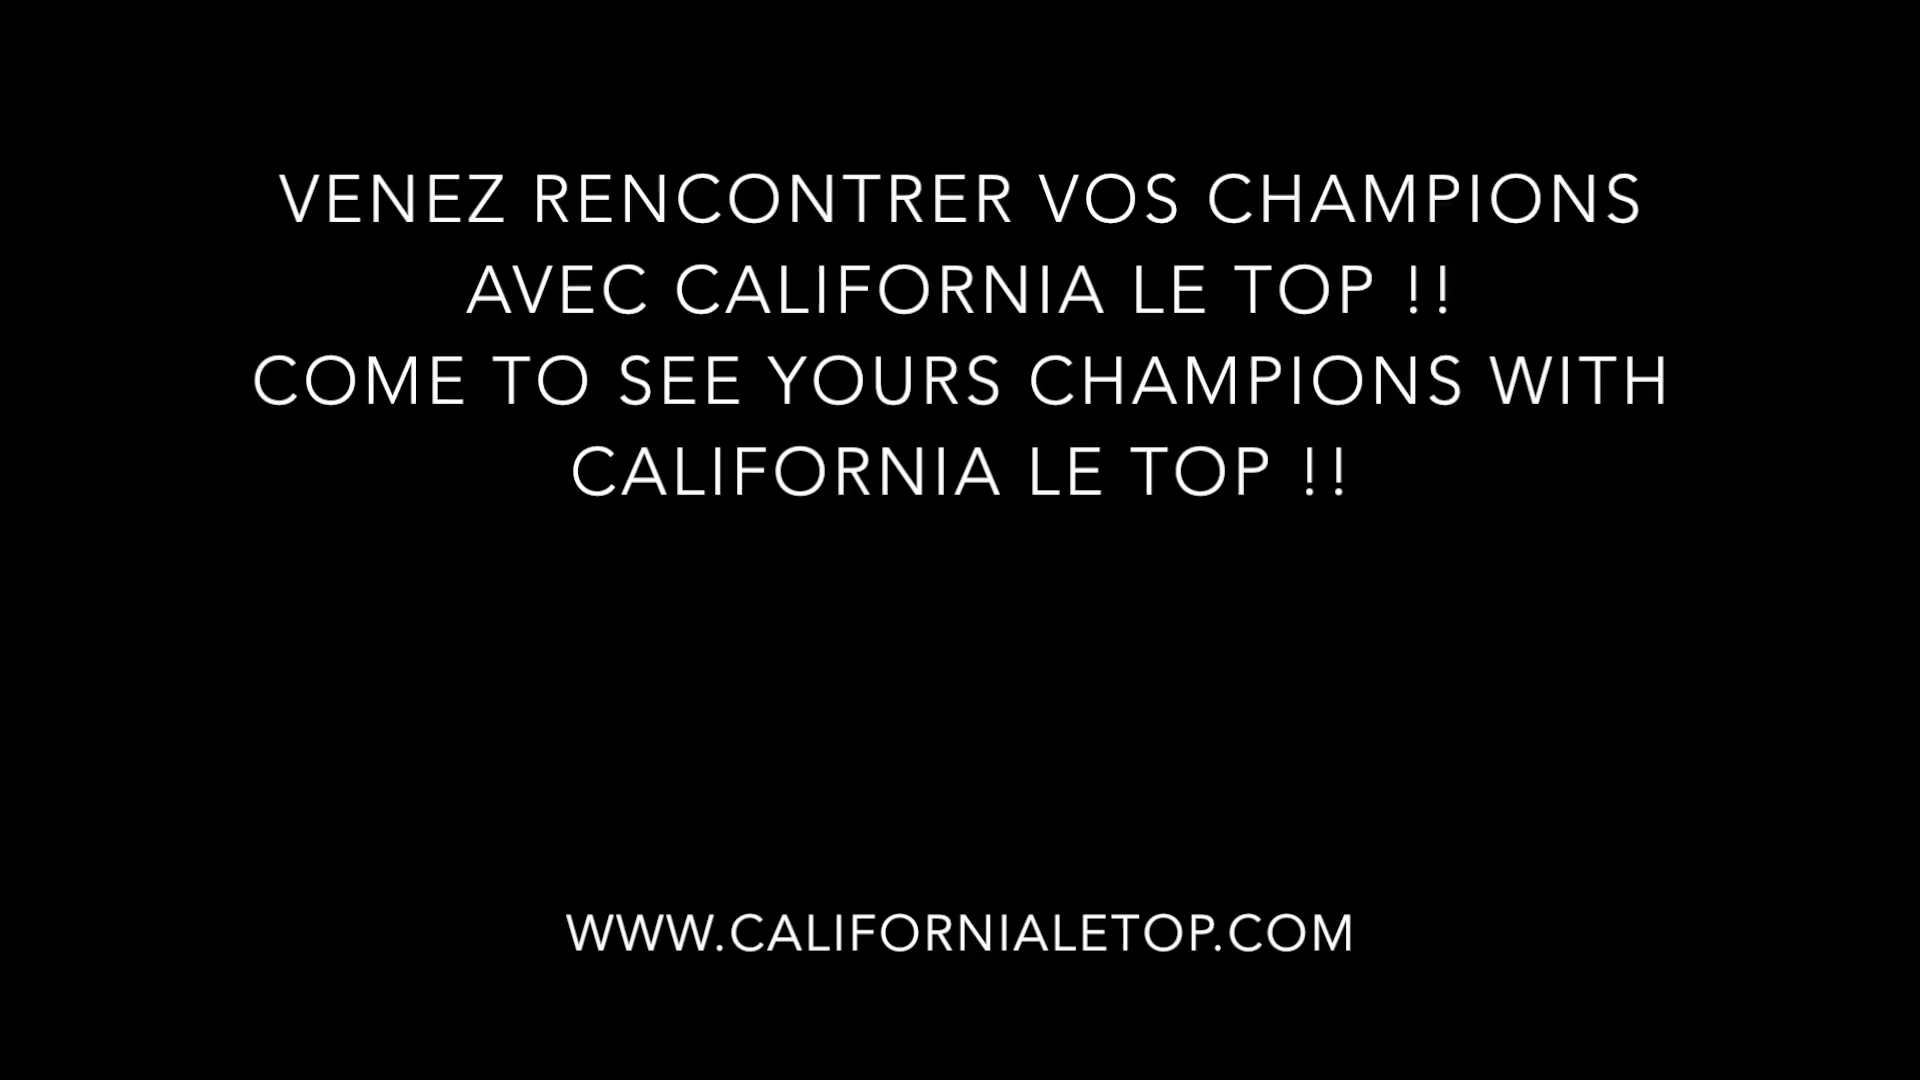 VENEZ RENCONTRER VOS CHAMPIONS
AVEC CALIFORNIA LE TOP !!
COME TO SEE YOURS CHAMPIONS WITH
CALIFORNIA LE TOP !!
WWW.CALIFORNIALETOP.COM